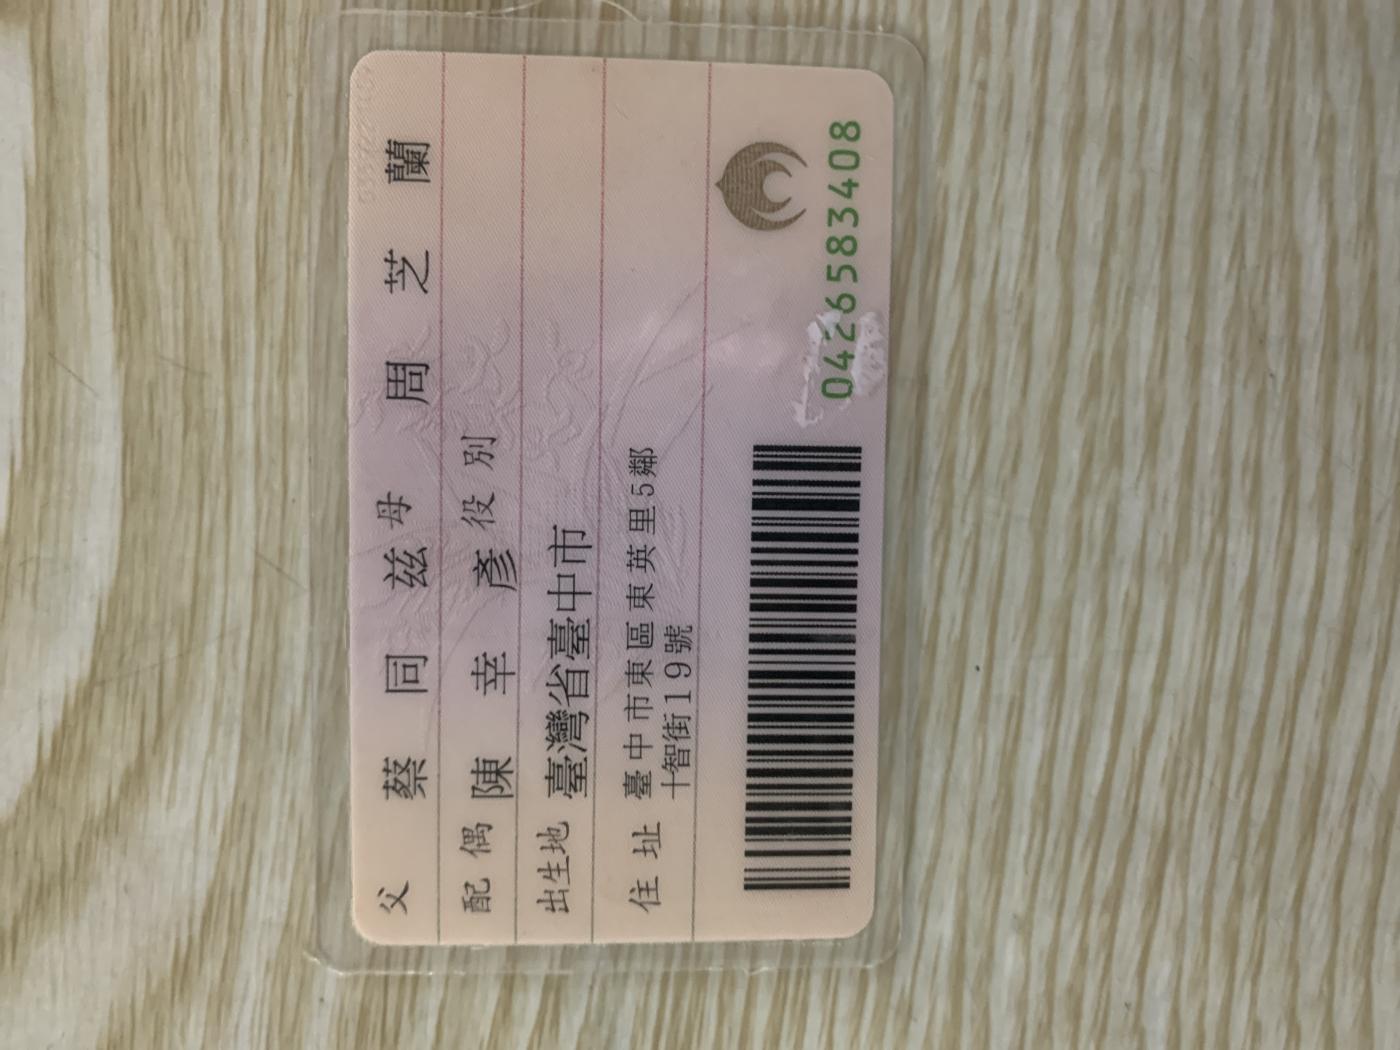 父 蔡同兹 母 周芝蘭
配偶 陳幸彥 役別
出生地 臺灣省臺中市
住址 臺中市東區東英里5鄰
十智街19號
0426583408